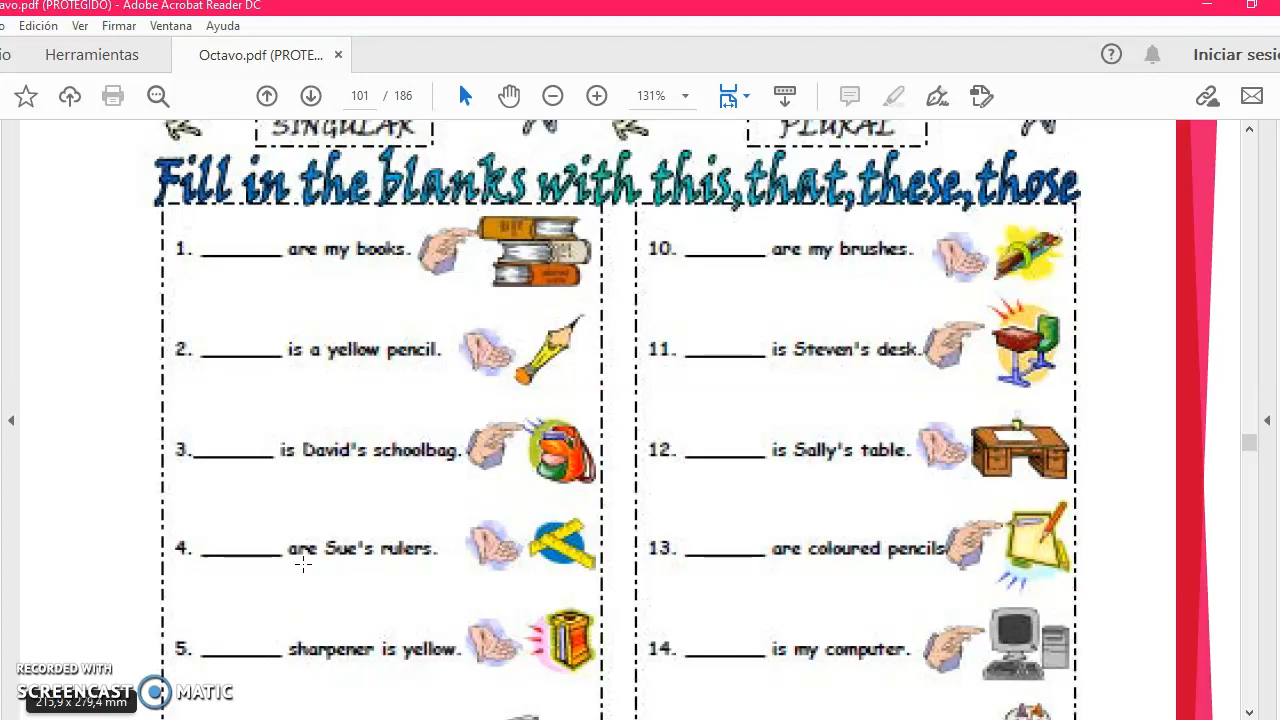 avo.pdf (PROTEGIDO) - Adobe Acrobat Reader DC
Edición Ver Firmar Ventana Ayuda
io Herramientas Octavo.pdf (PROTE... × Iniciar sesi
101 / 186 131%
SINGULAR PLURAL
Fill in the blanks with this,that,these,those
1. ________ are my books.
2. ________ is a yellow pencil.
3.________ is David's schoolbag.
4. ________ are Sue's rulers.
5. ________ sharpener is yellow.
10. ________ are my brushes.
11. ________ is Steven's desk.
12. ________ is Sally's table.
13. ________ are coloured pencils
14. ________ is my computer.
RECORDED WITH
SCREENCAST MATIC
215,9 x 279,4 mm